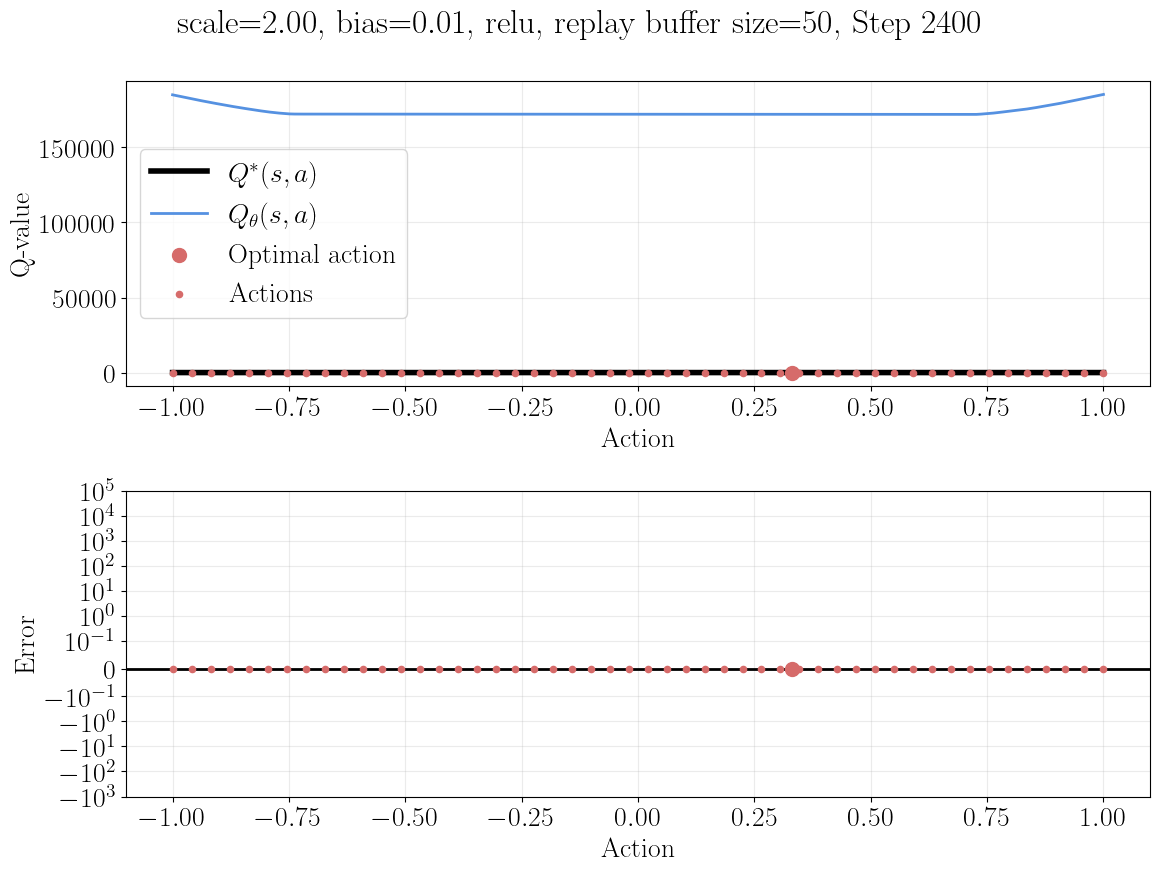 scale=2.00, bias=0.01, relu, replay buffer size=50, Step 2400
Q-value
150000
100000
50000
0
Q*(s, a)
Q_θ(s, a)
Optimal action
Actions
−1.00 −0.75 −0.50 −0.25 0.00 0.25 0.50 0.75 1.00
Action
Error
10^5
10^4
10^3
10^2
10^1
10^0
10^−1
0
−10^−1
−10^0
−10^1
−10^2
−10^3
−1.00 −0.75 −0.50 −0.25 0.00 0.25 0.50 0.75 1.00
Action